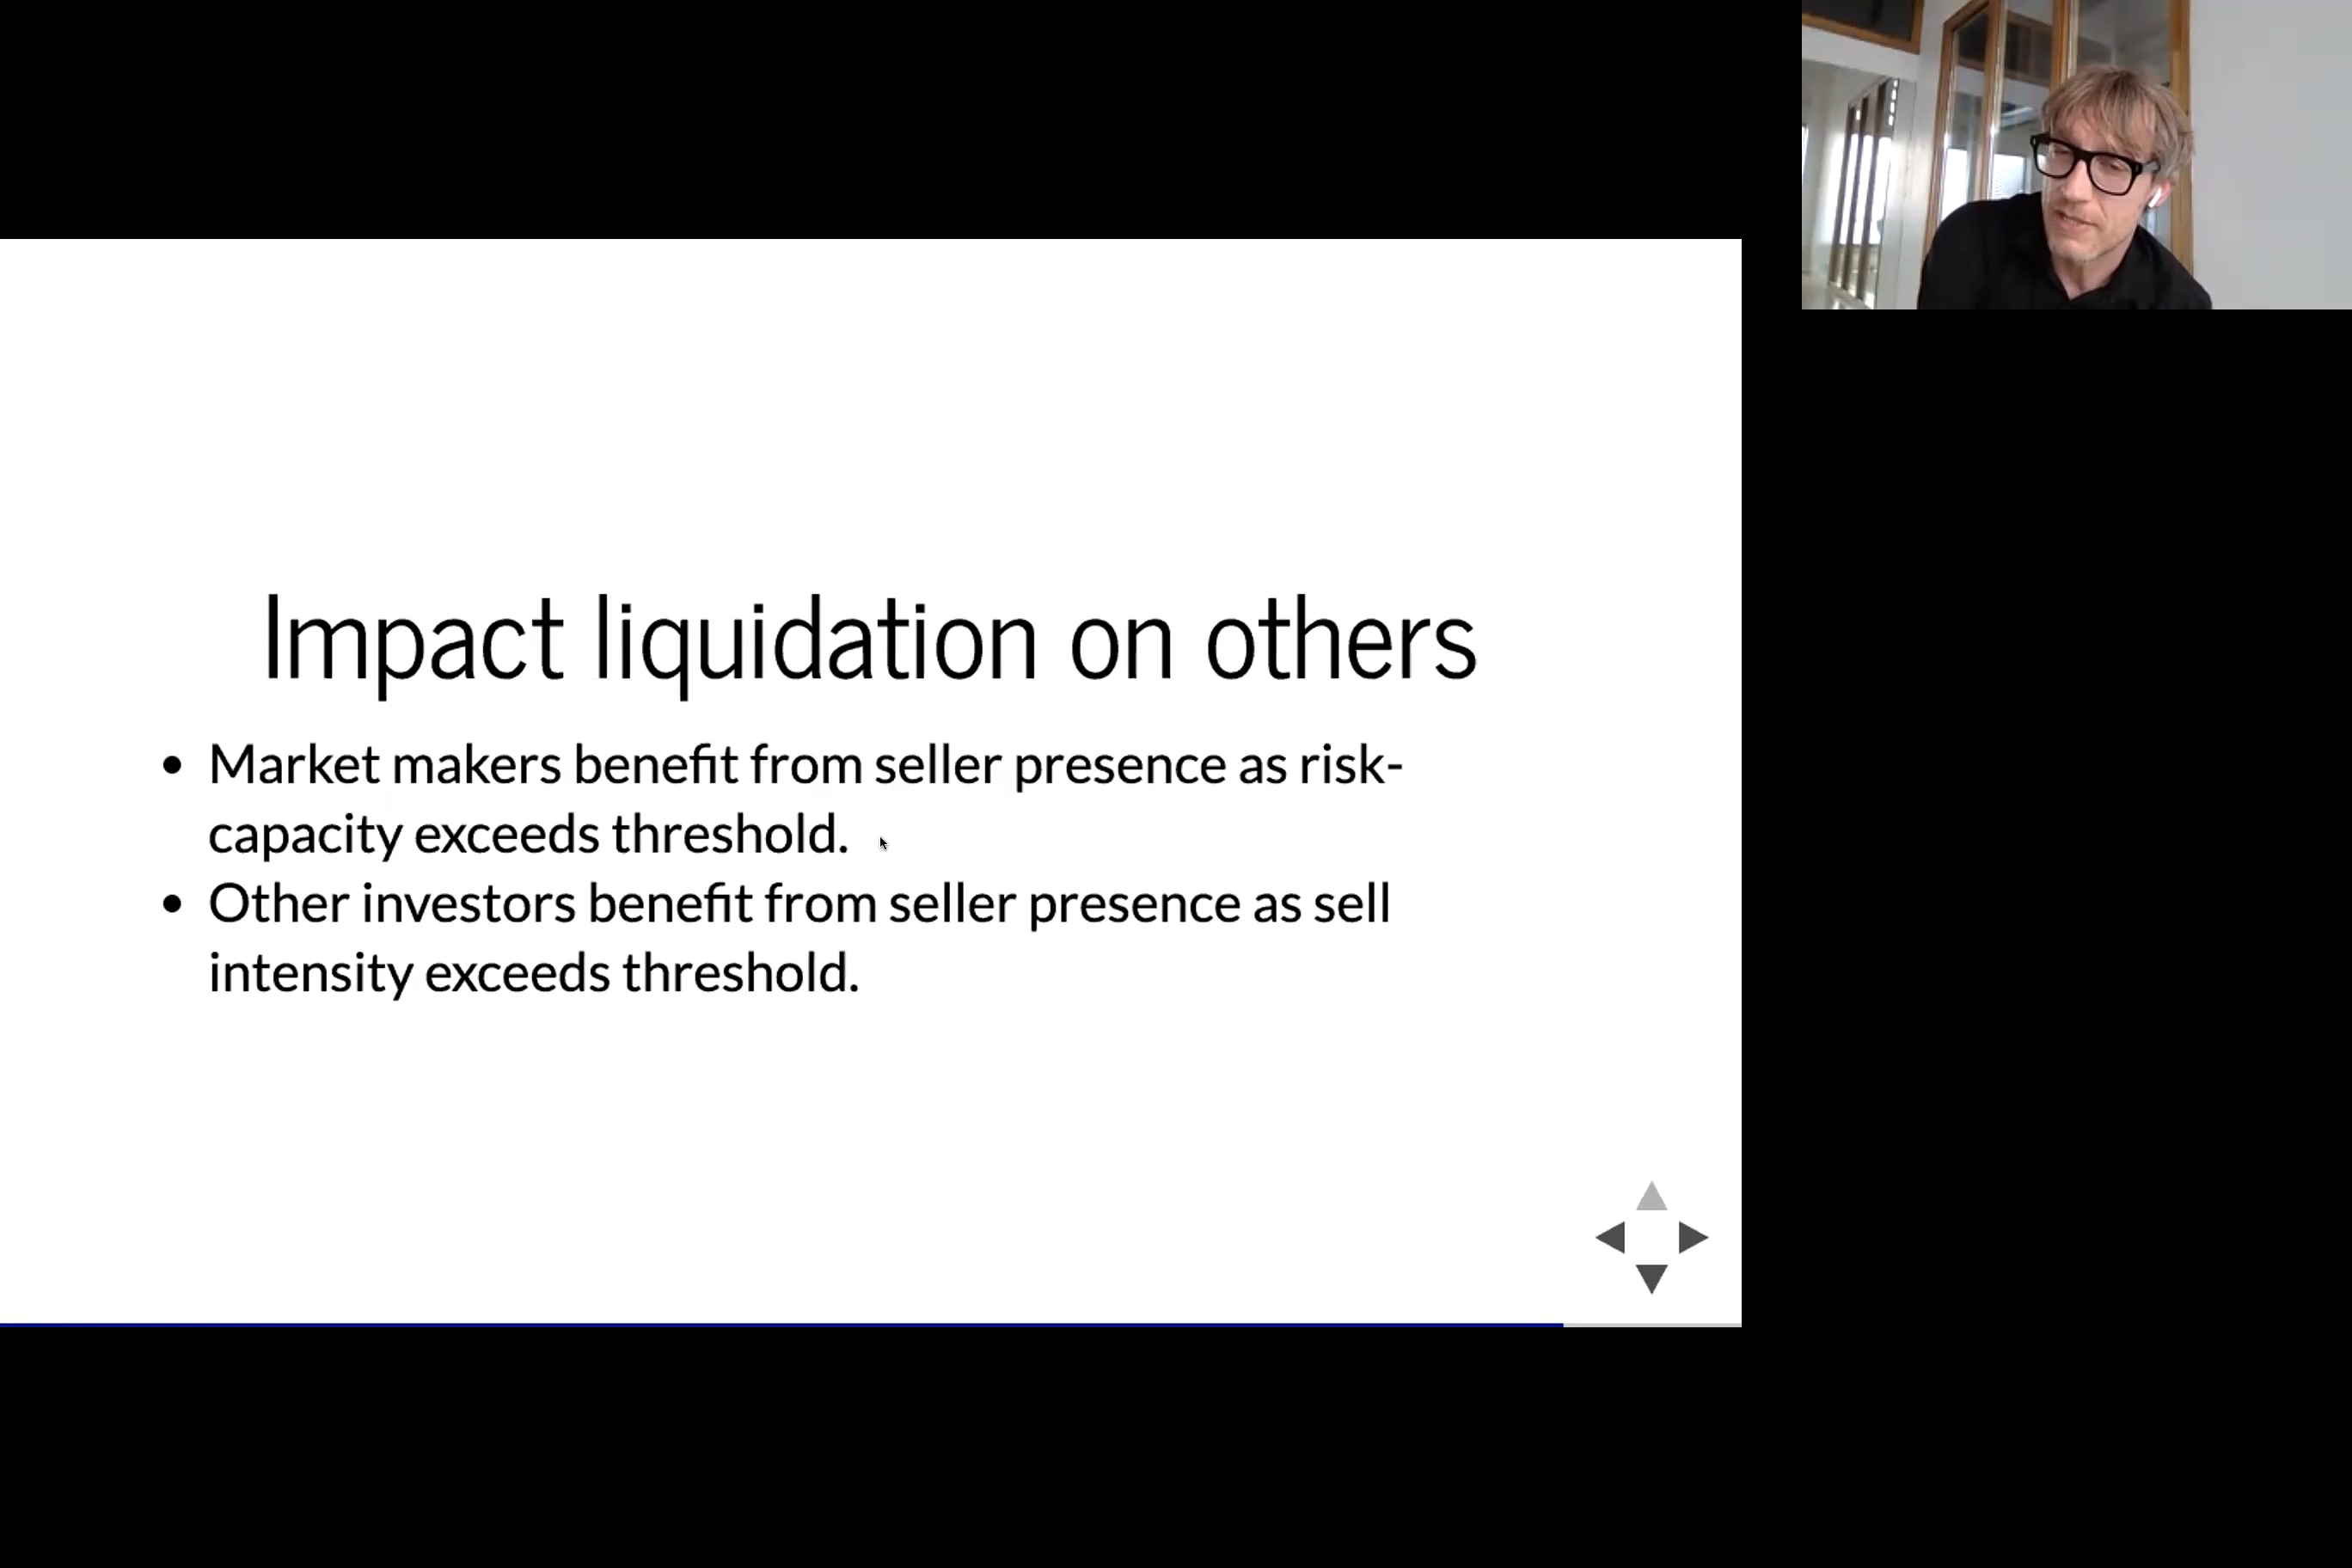 Impact liquidation on others
• Market makers benefit from seller presence as risk-
capacity exceeds threshold.
• Other investors benefit from seller presence as sell
intensity exceeds threshold.